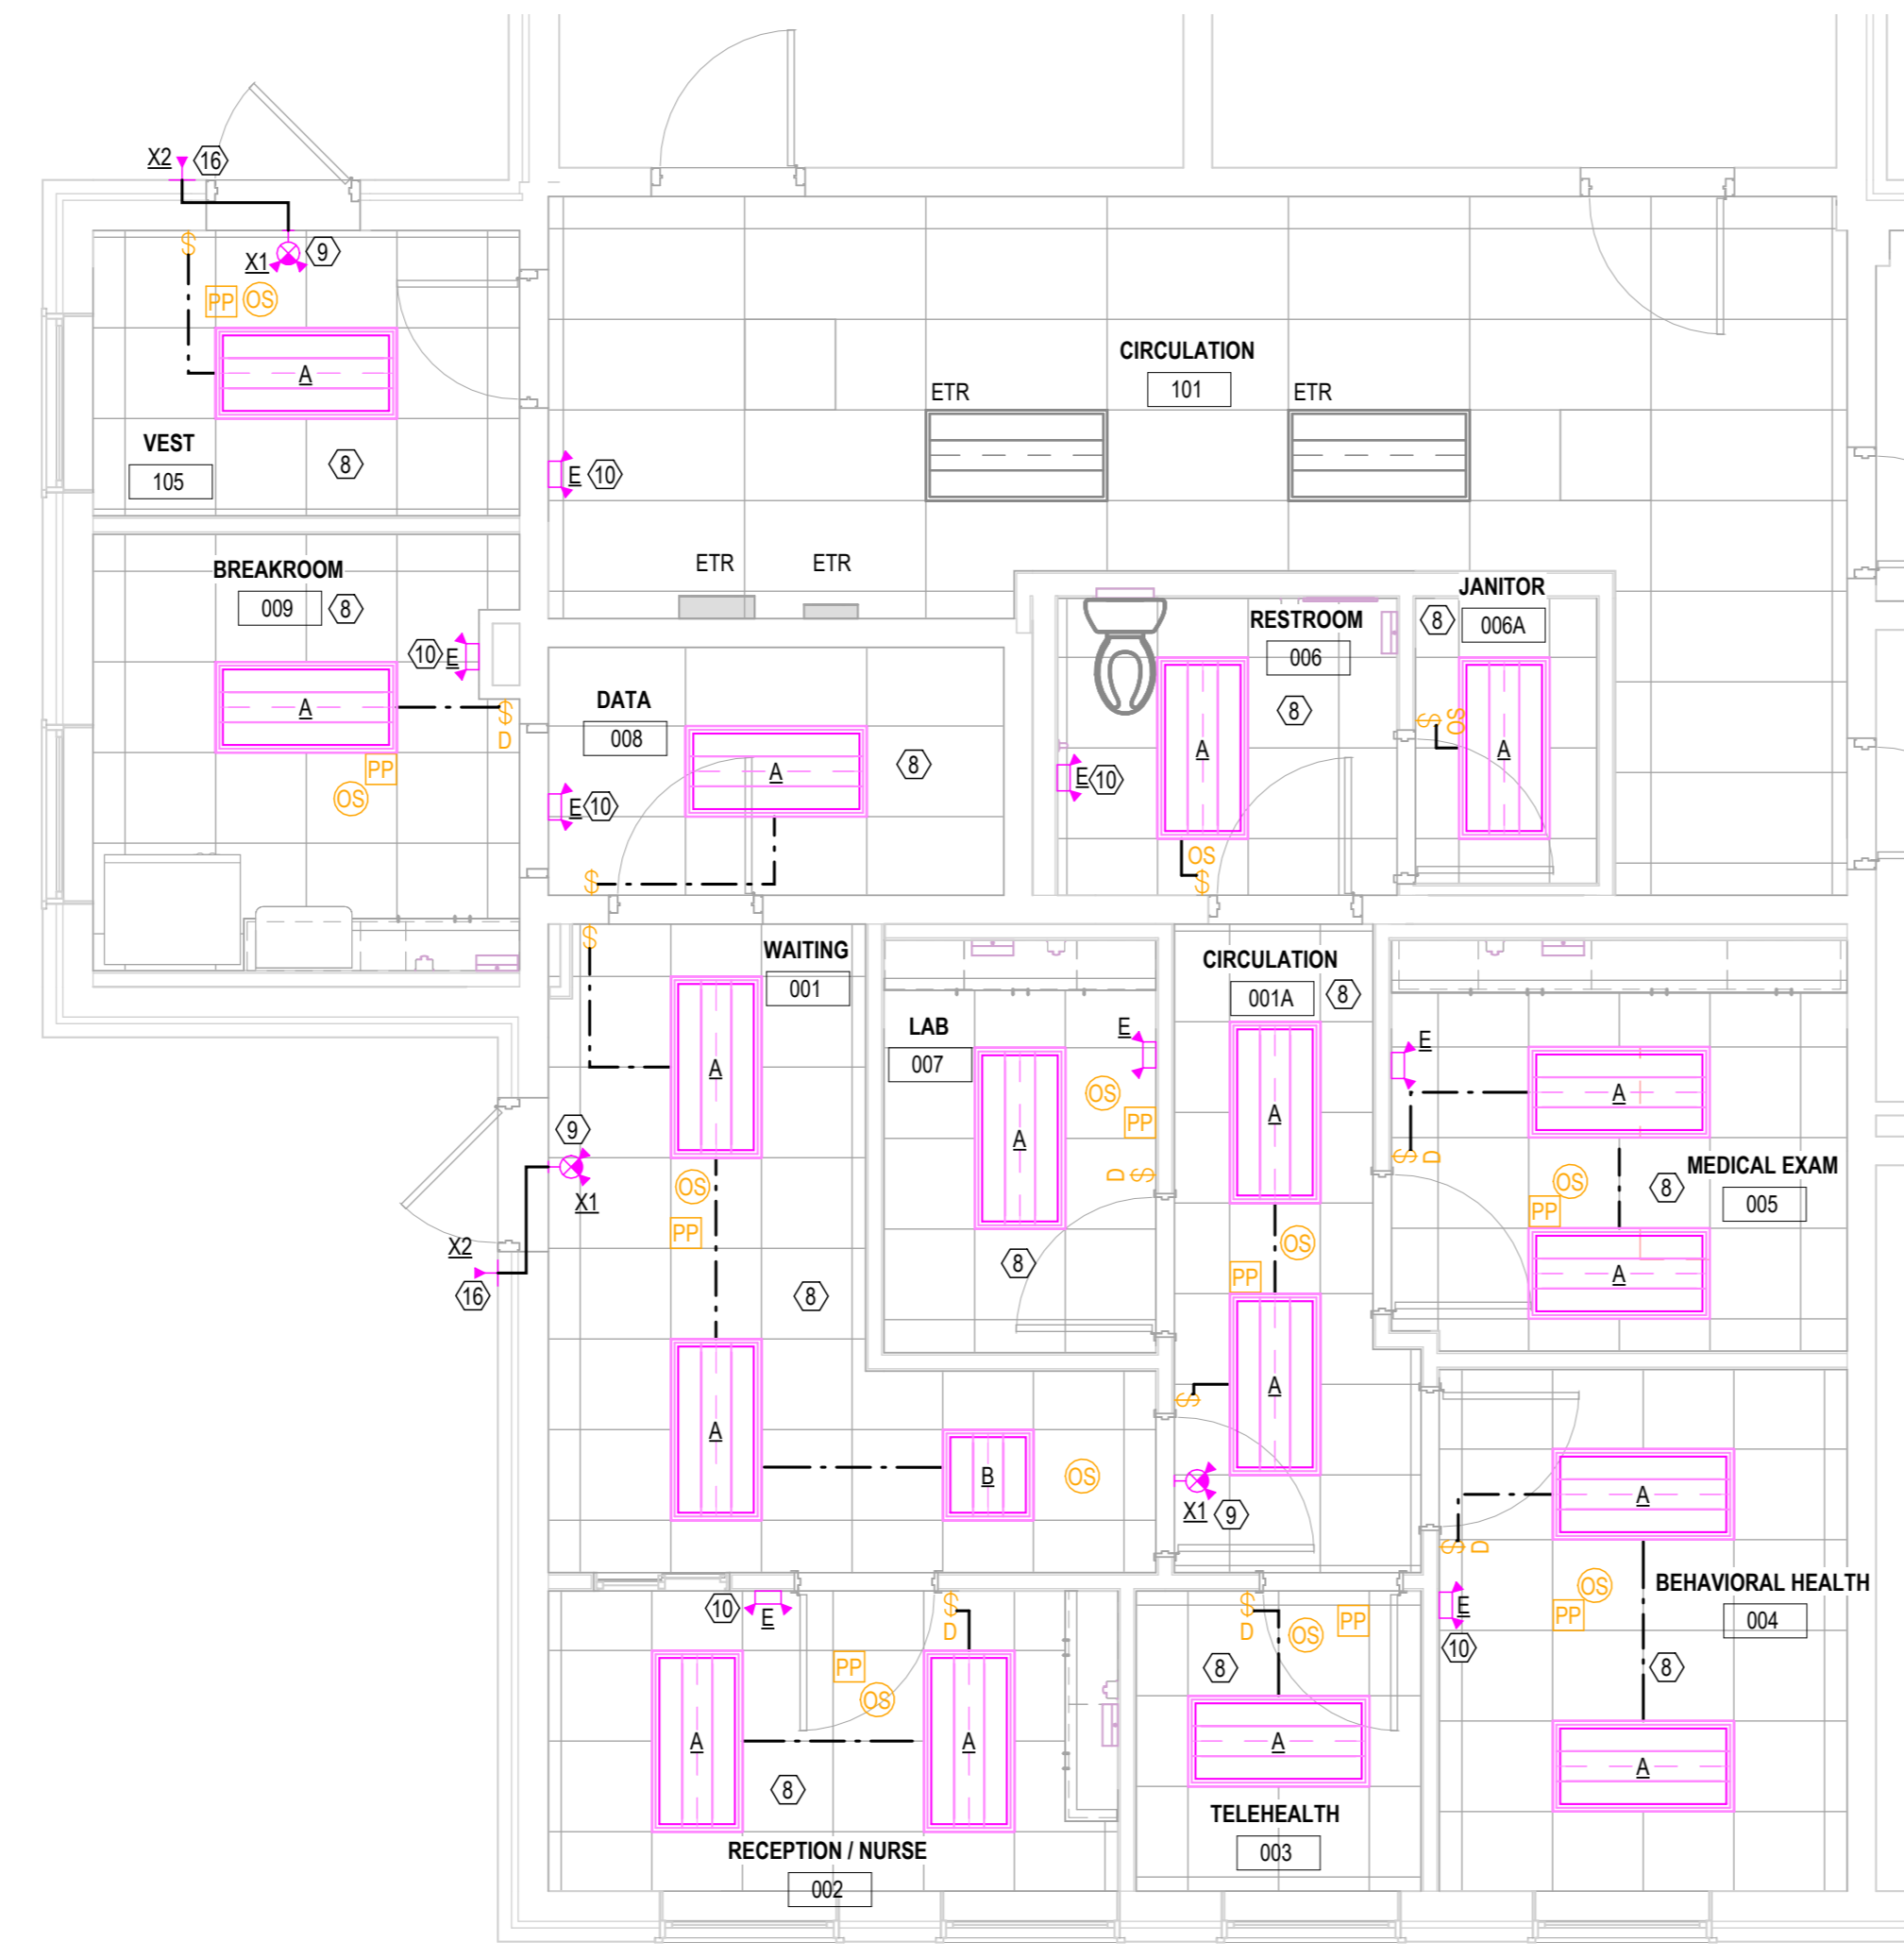 X2 16
$
X1 9
PP OS
A
VEST
105
8
CIRCULATION
101
ETR
ETR
E 10
ETR
ETR
BREAKROOM
009 8
10 E
A
$
D
PP
OS
DATA
008
A
8
E 10
$
RESTROOM
006
8
A
E 10
OS
$
JANITOR
8
006A
$ OS
A
$
WAITING
001
A
9
X1
OS
PP
X2
16
8
A
B
OS
LAB
007
E
A
OS
PP
D $
8
CIRCULATION
001A 8
A
OS
PP
A
$
X1 9
E
A
$ D
MEDICAL EXAM
005
OS
PP
8
A
10
E
$
D
PP
OS
A
A
8
RECEPTION / NURSE
002
$
D
OS
PP
8
A
TELEHEALTH
003
A
$ D
E
10
OS
PP
BEHAVIORAL HEALTH
004
8
A